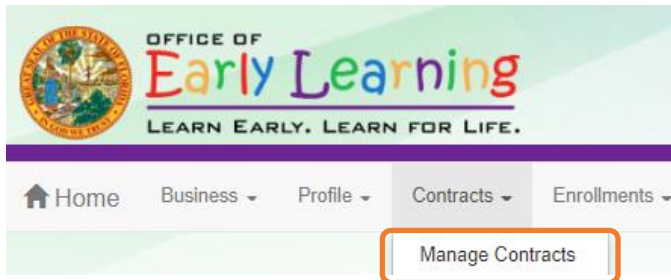 OFFICE OF
Early Learning
LEARN EARLY. LEARN FOR LIFE.
Home Business Profile Contracts Enrollments
Manage Contracts